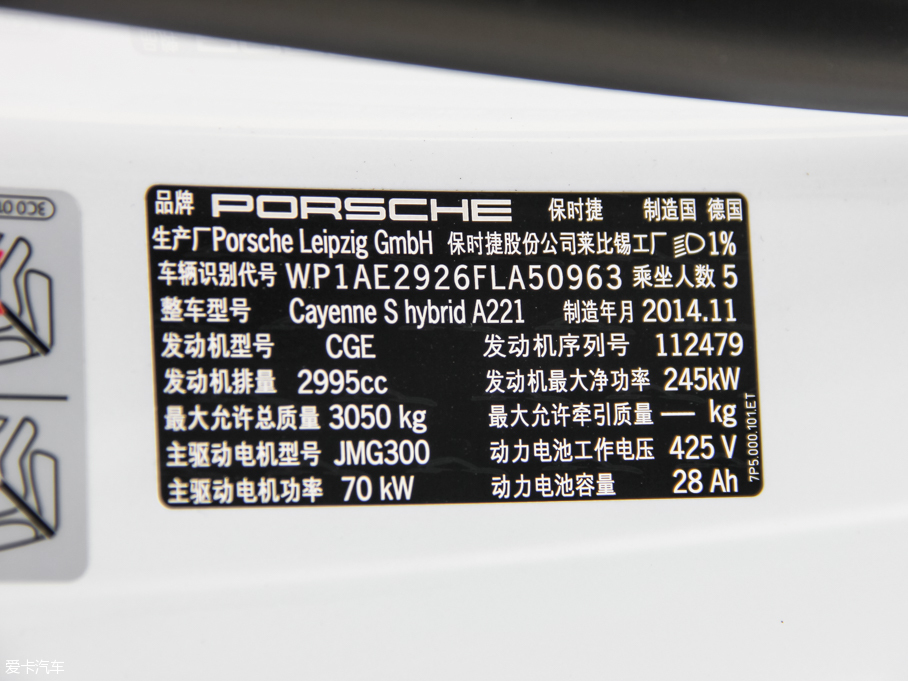 品牌 PORSCHE 保时捷 制造国 德国
生产厂Porsche Leipzig GmbH 保时捷股份公司莱比锡工厂 1%
车辆识别代号 WP1AE2926FLA50963 乘坐人数 5
整车型号 Cayenne S hybrid A221 制造年月 2014.11
发动机型号 CGE 发动机序列号 112479
发动机排量 2995cc 发动机最大净功率 245kW
最大允许总质量 3050 kg 最大允许牵引质量 — kg
主驱动电机型号 JMG300 动力电池工作电压 425 V
主驱动电机功率 70 kW 动力电池容量 28 Ah
7P5.000.101.ET
爱卡汽车